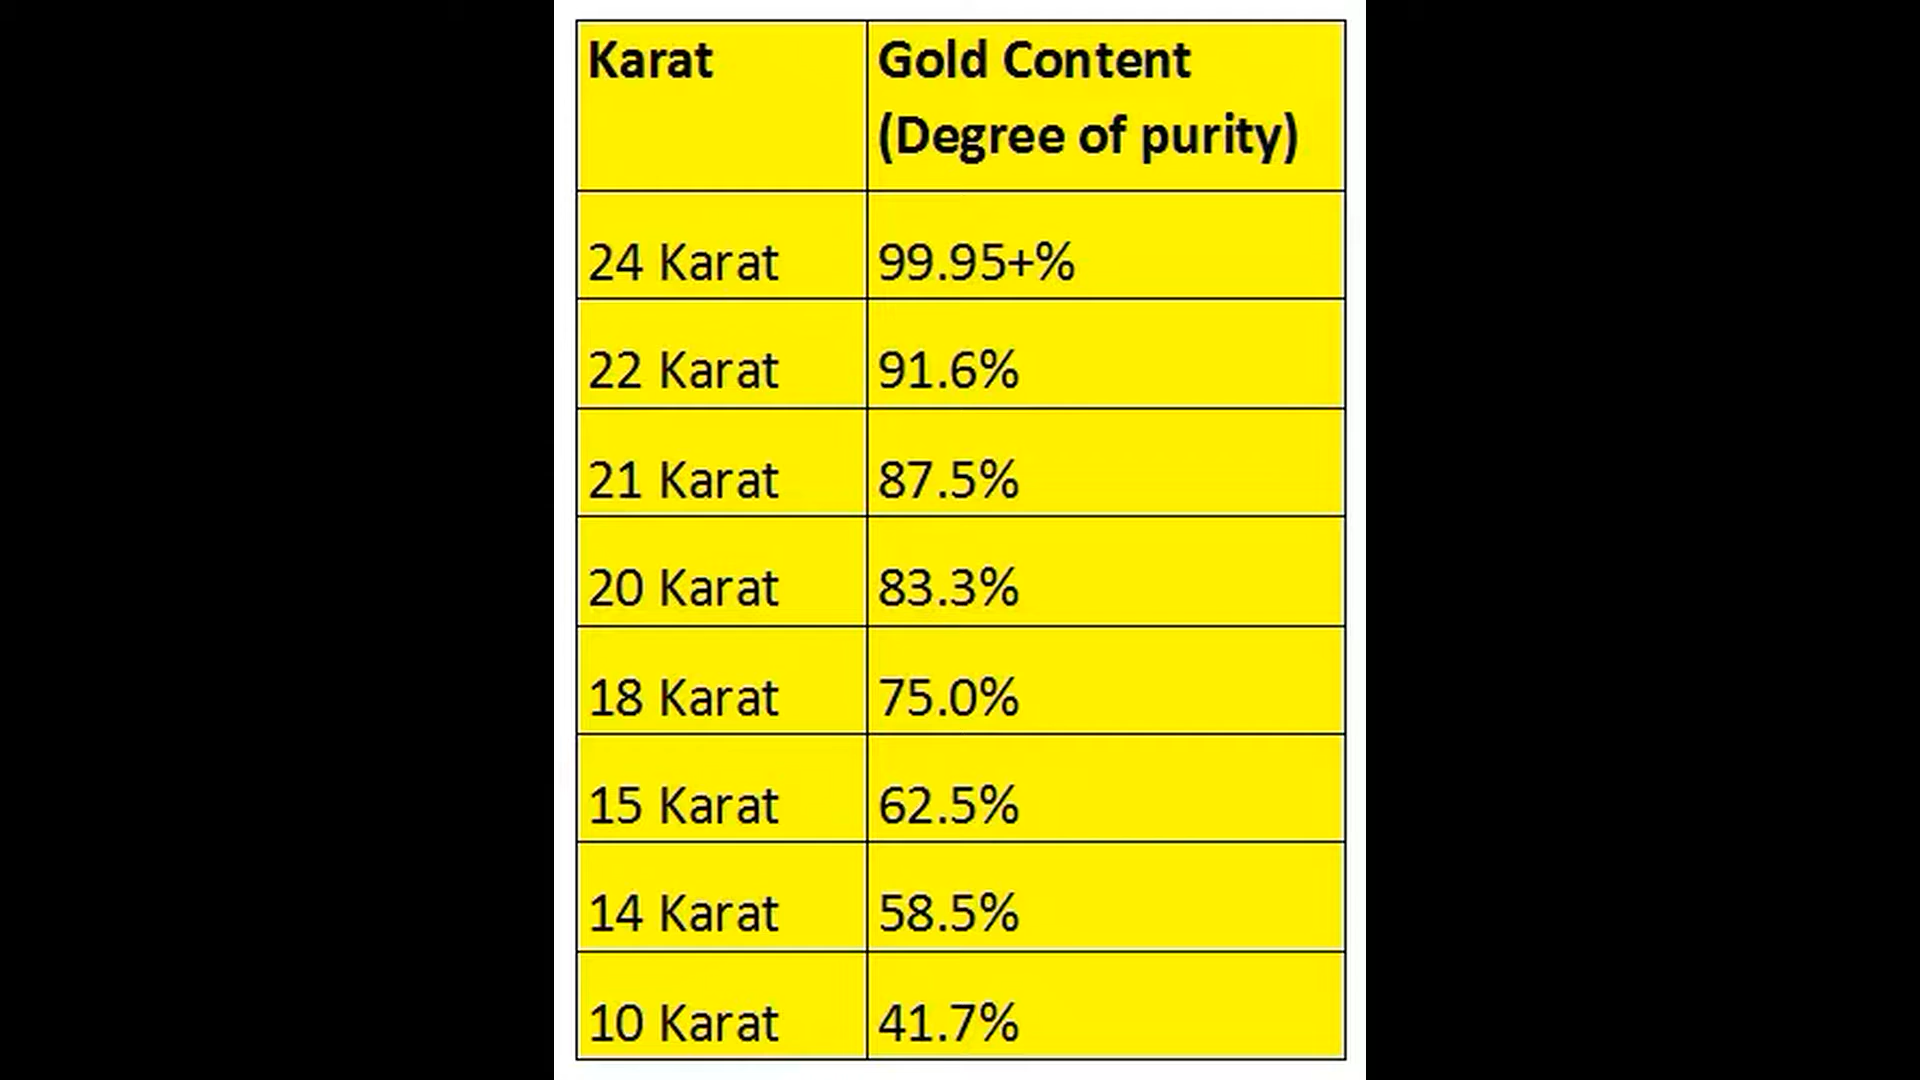 Karat
Gold Content
(Degree of purity)
24 Karat
99.95+%
22 Karat
91.6%
21 Karat
87.5%
20 Karat
83.3%
18 Karat
75.0%
15 Karat
62.5%
14 Karat
58.5%
10 Karat
41.7%